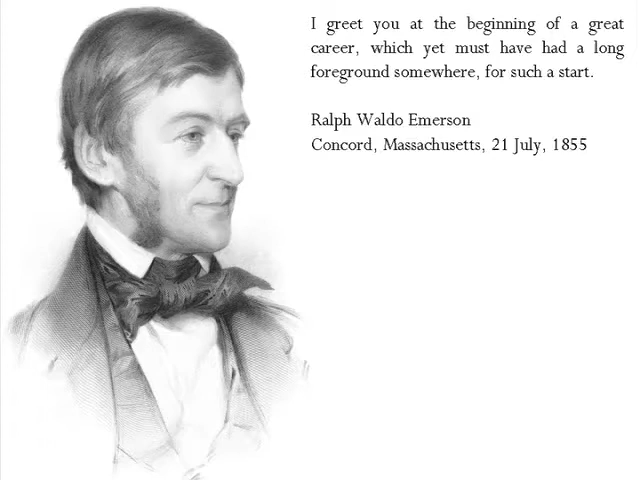 I greet you at the beginning of a great
career, which yet must have had a long
foreground somewhere, for such a start.
Ralph Waldo Emerson
Concord, Massachusetts, 21 July, 1855